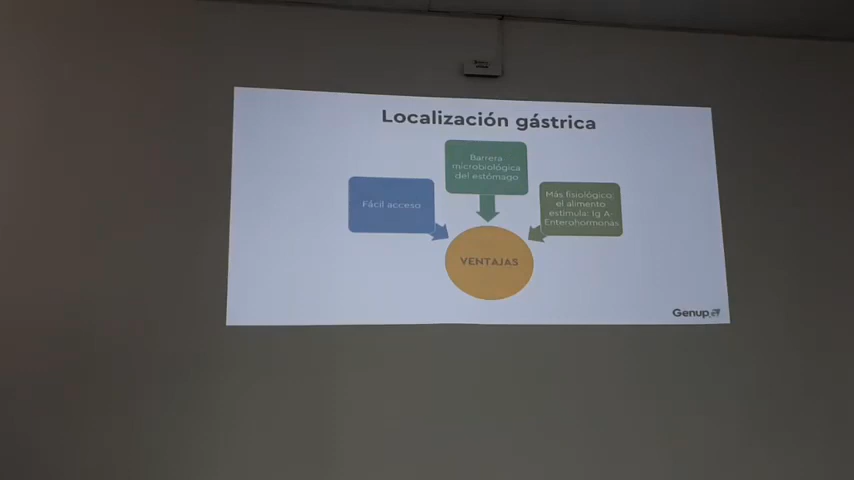 Localización gástrica
Barrera
microbiológica
del estómago
Fácil acceso
Más fisiológico:
el alimento
estimula: Ig A-
Enterohormonas
VENTAJAS
Genup